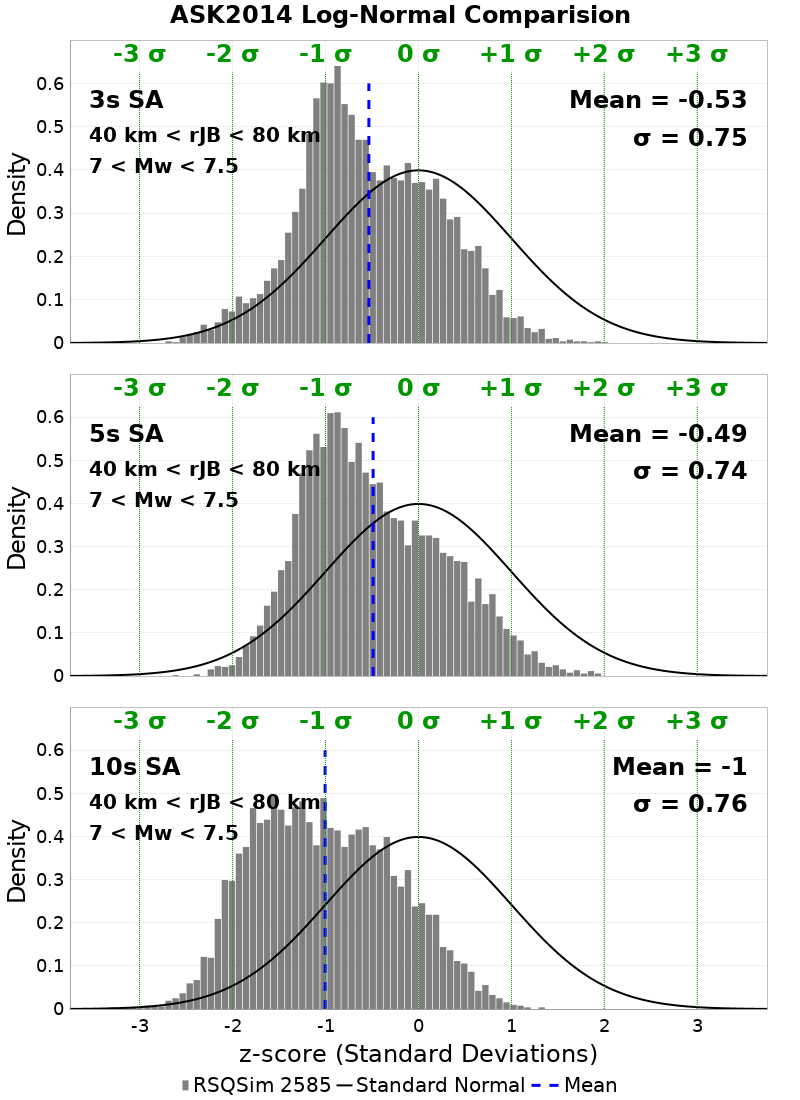 ASK2014 Log-Normal Comparision
-3 σ -2 σ -1 σ 0 σ +1 σ +2 σ +3 σ
3s SA
40 km < rJB < 80 km
7 < Mw < 7.5
Mean = -0.53
σ = 0.75
Density
0.6
0.5
0.4
0.3
0.2
0.1
0
-3 σ -2 σ -1 σ 0 σ +1 σ +2 σ +3 σ
5s SA
40 km < rJB < 80 km
7 < Mw < 7.5
Mean = -0.49
σ = 0.74
Density
0.6
0.5
0.4
0.3
0.2
0.1
0
-3 σ -2 σ -1 σ 0 σ +1 σ +2 σ +3 σ
10s SA
40 km < rJB < 80 km
7 < Mw < 7.5
Mean = -1
σ = 0.76
Density
0.6
0.5
0.4
0.3
0.2
0.1
0
-3 -2 -1 0 1 2 3
z-score (Standard Deviations)
RSQSim 2585 Standard Normal Mean